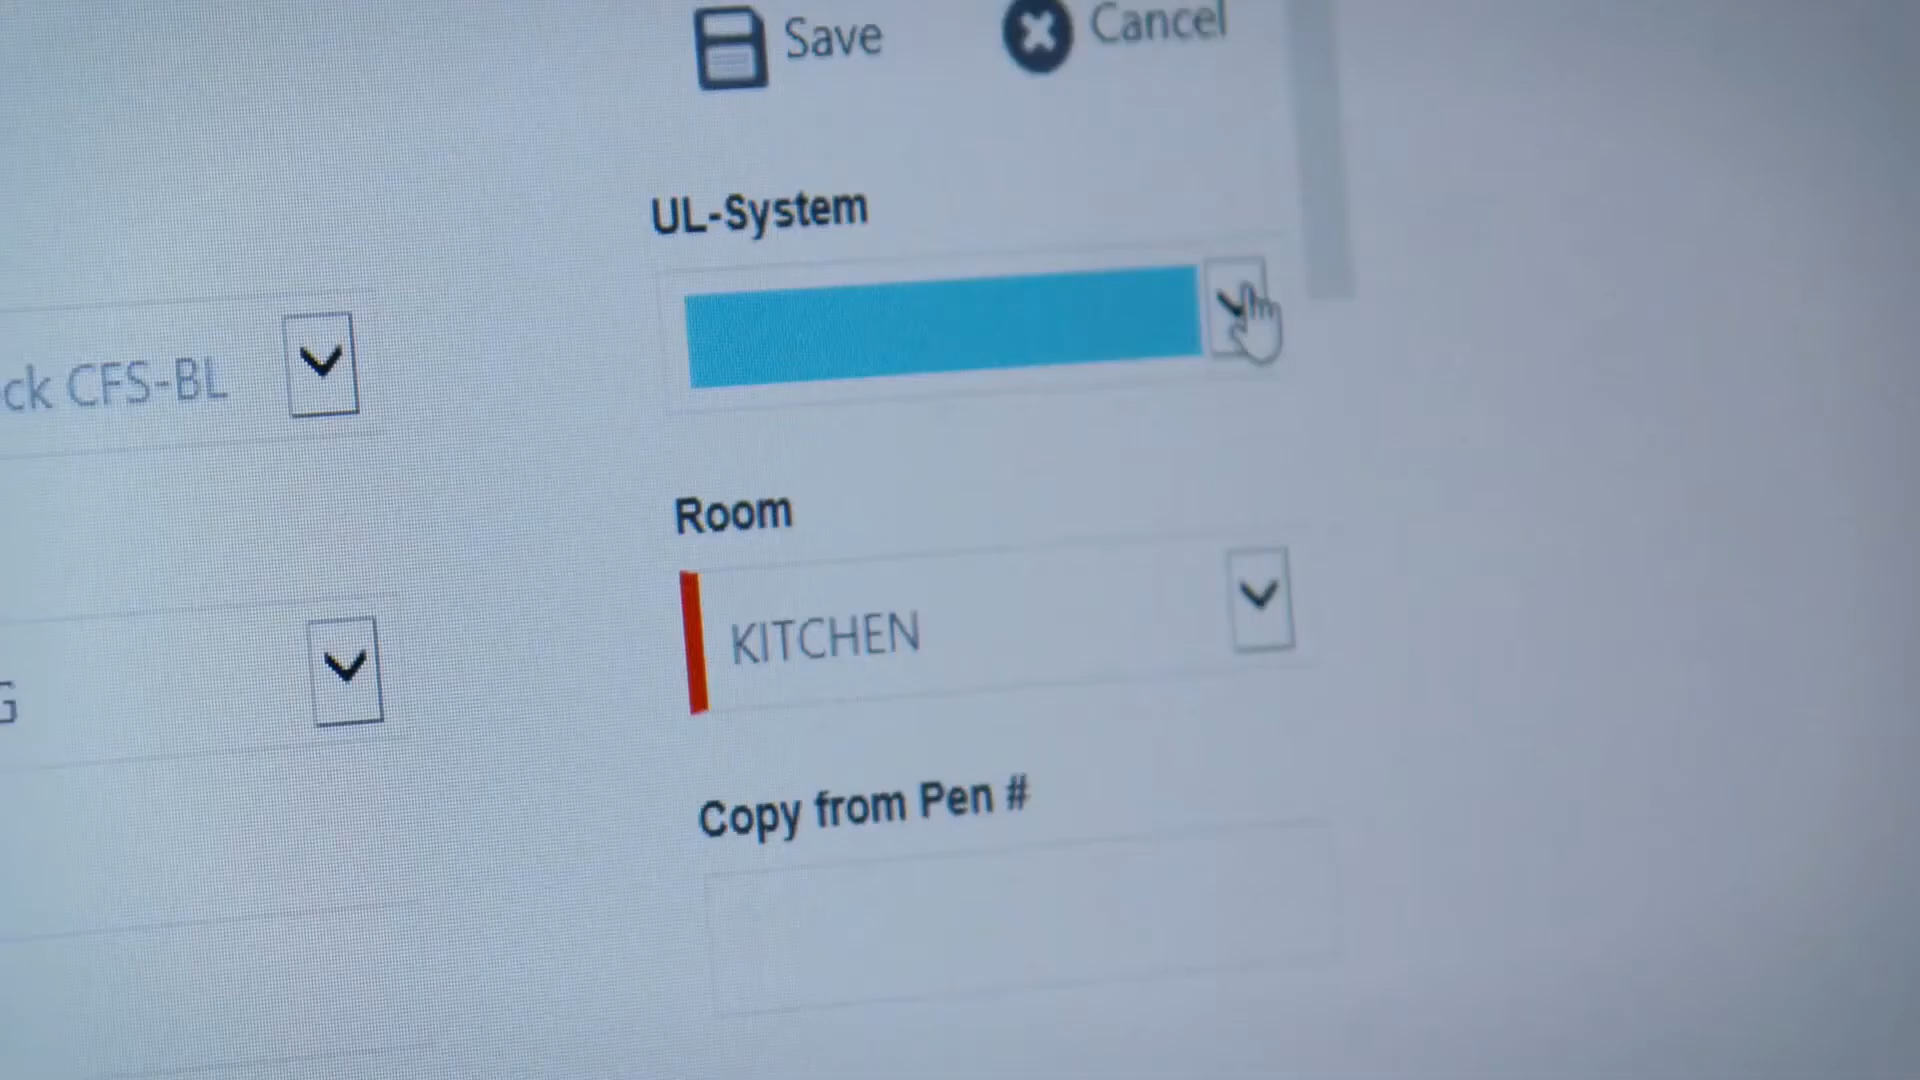 Save
Cancel
UL-System
ck CFS-BL
Room
KITCHEN
G
Copy from Pen #